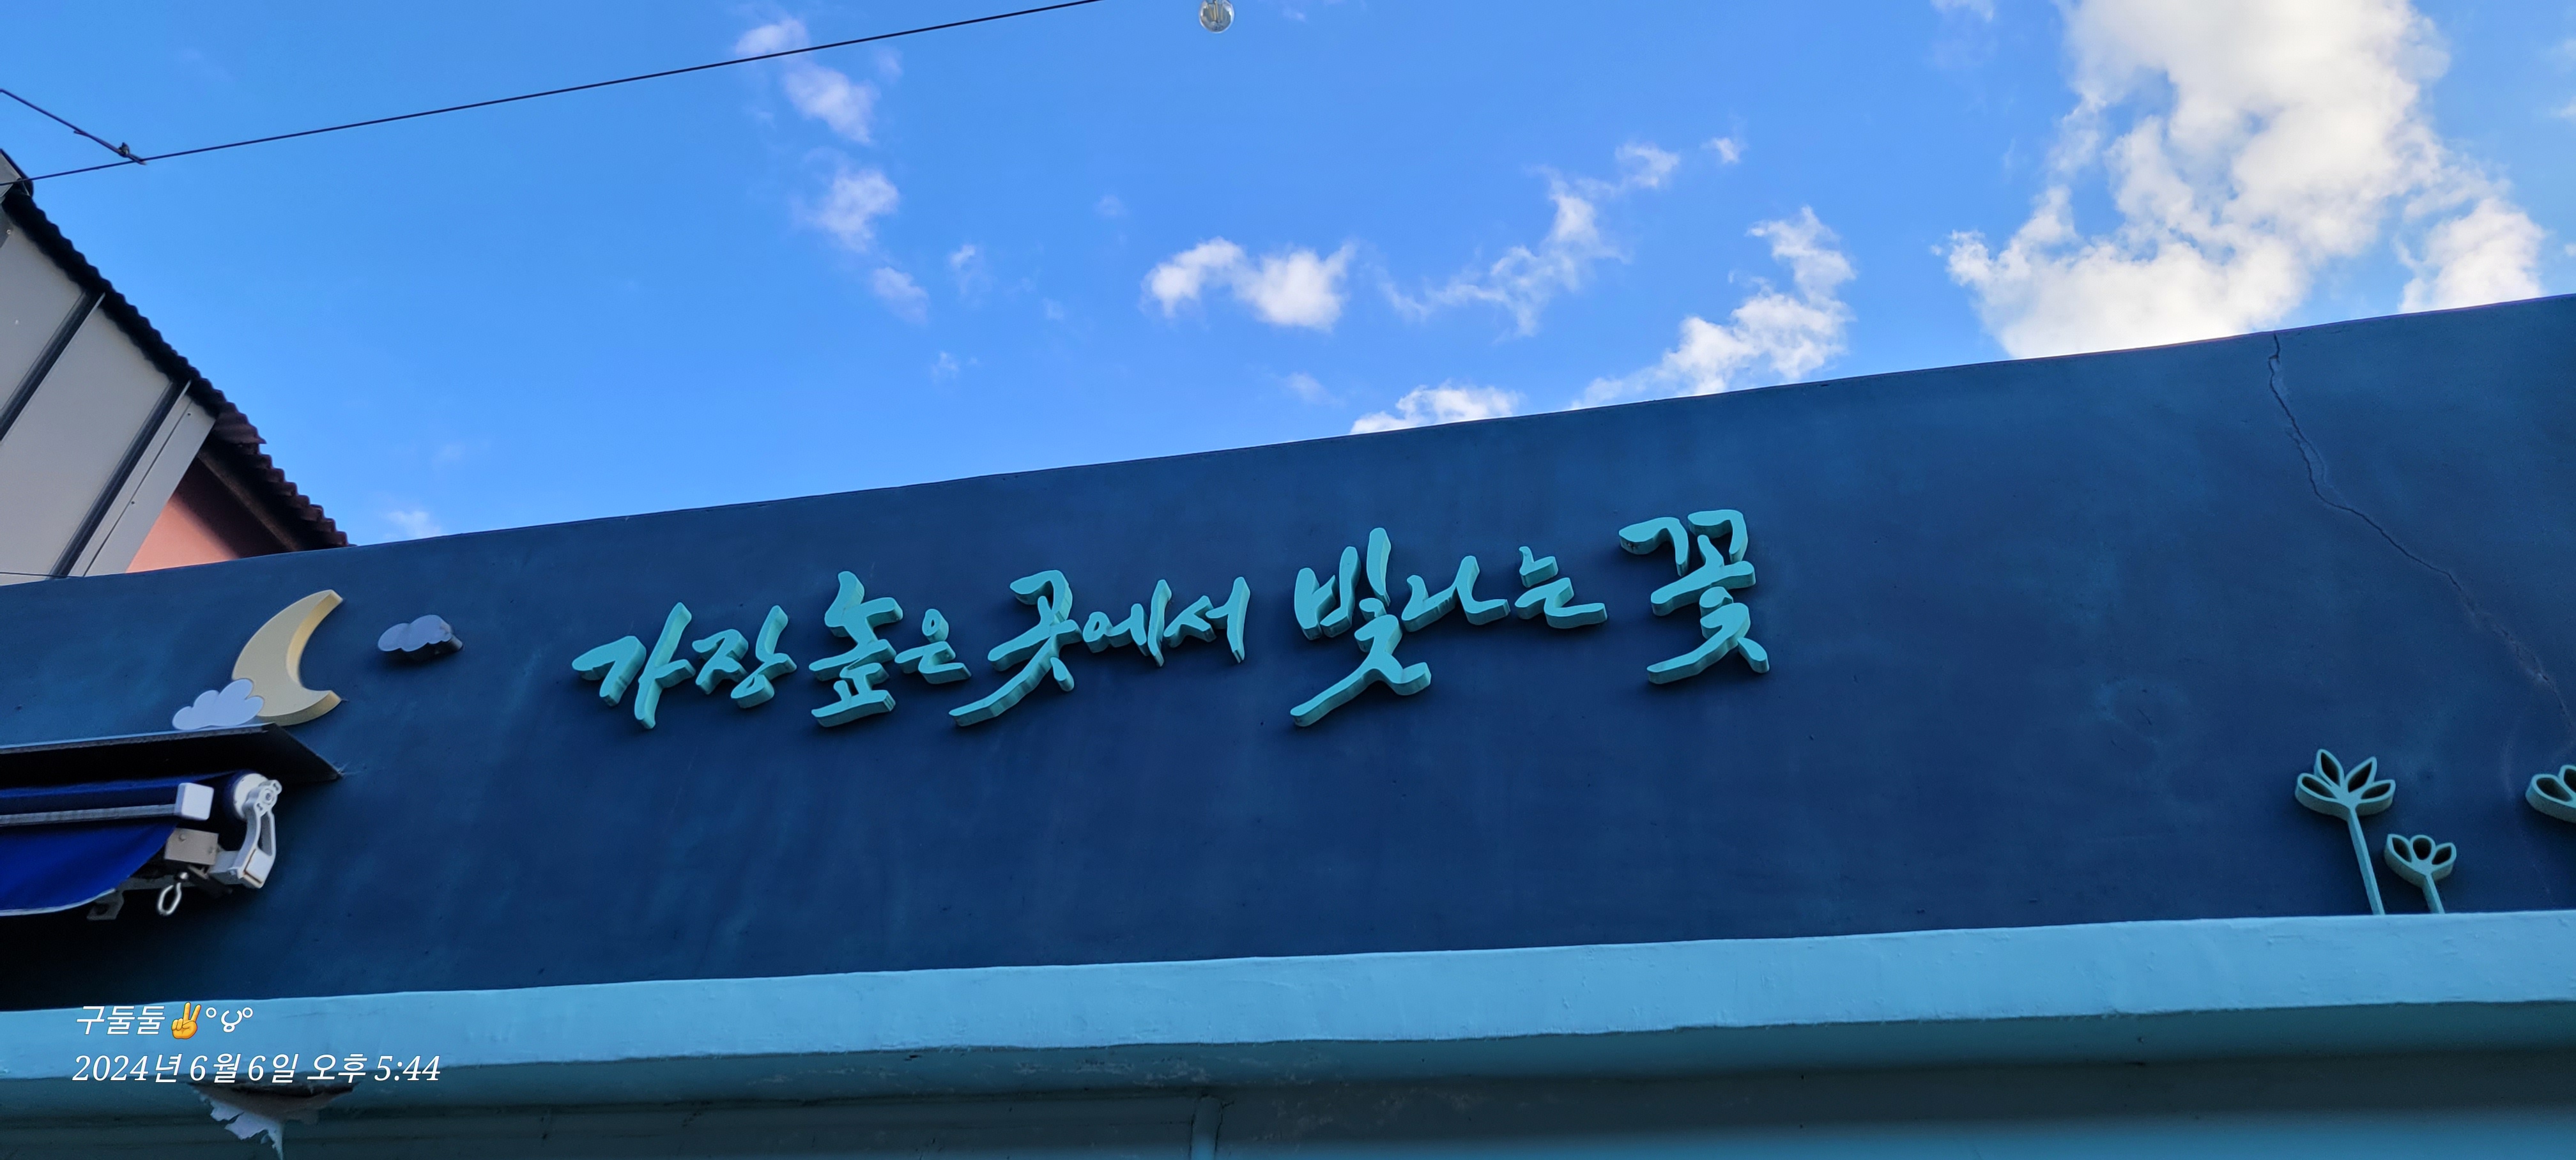 가장 높은 곳에서 빛나는 꽃
구둘둘✌️°ꇴ°
2024년 6월 6일 오후 5:44